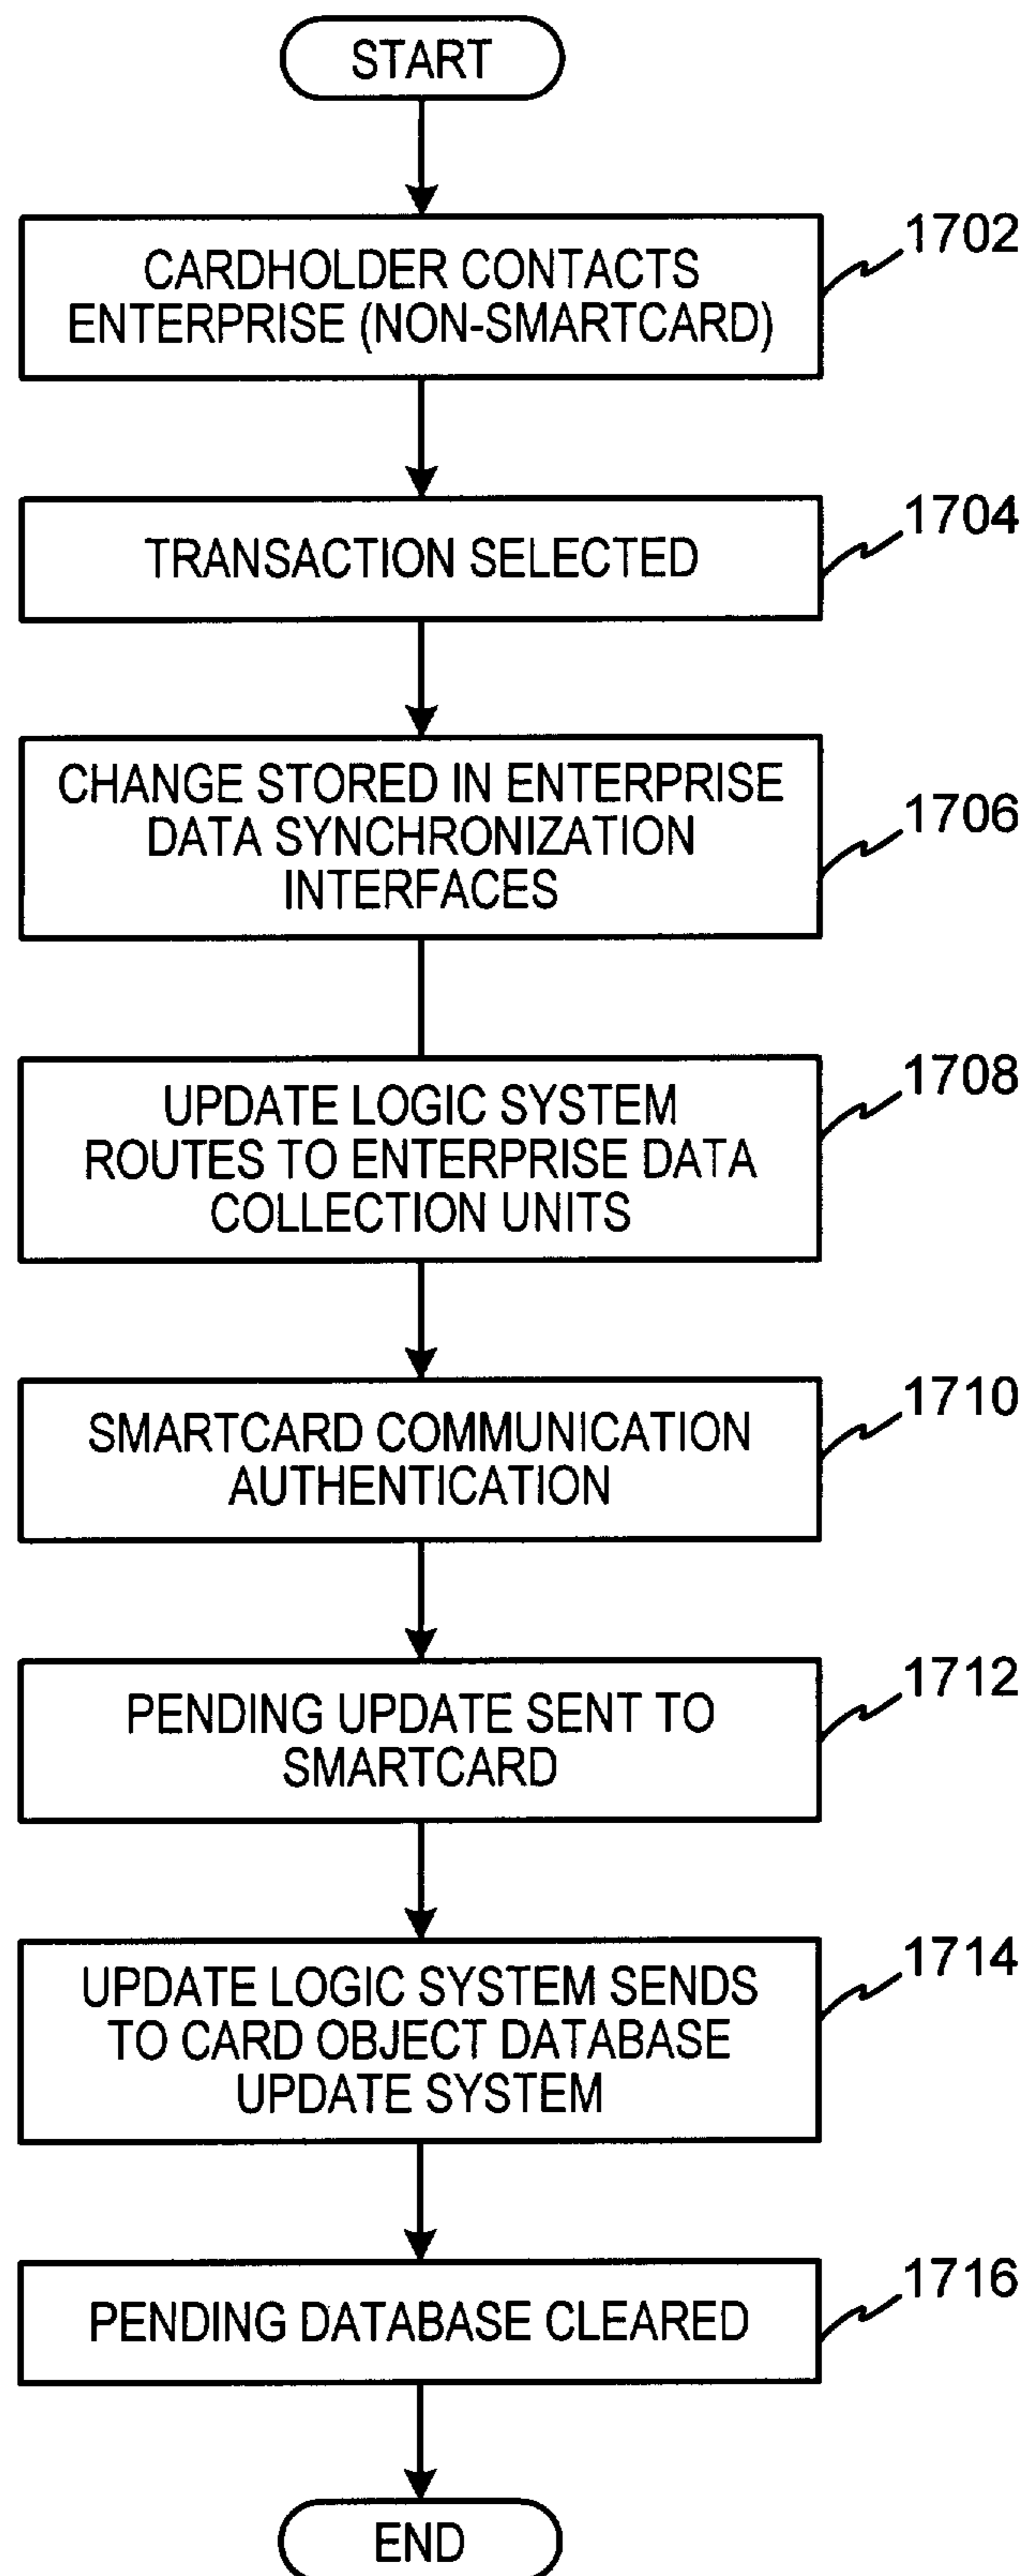 START
CARDHOLDER CONTACTS
ENTERPRISE (NON-SMARTCARD)
1702
TRANSACTION SELECTED
1704
CHANGE STORED IN ENTERPRISE
DATA SYNCHRONIZATION
INTERFACES
1706
UPDATE LOGIC SYSTEM
ROUTES TO ENTERPRISE DATA
COLLECTION UNITS
1708
SMARTCARD COMMUNICATION
AUTHENTICATION
1710
PENDING UPDATE SENT TO
SMARTCARD
1712
UPDATE LOGIC SYSTEM SENDS
TO CARD OBJECT DATABASE
UPDATE SYSTEM
1714
PENDING DATABASE CLEARED
1716
END